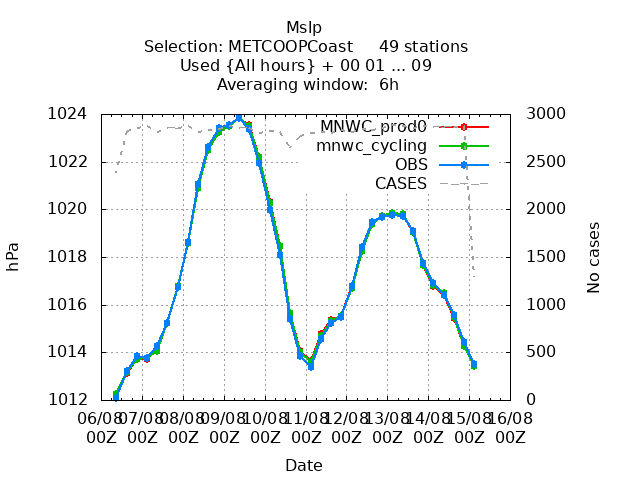 Mslp
Selection: METCOOPCoast 49 stations
Used {All hours} + 00 01 ... 09
Averaging window: 6h
1024
1022
1020
1018
1016
1014
1012
3000
2500
2000
1500
1000
500
0
hPa
No cases
MNWC_prod0
mnwc_cycling
OBS
CASES
06/08 07/08 08/08 09/08 10/08 11/08 12/08 13/08 14/08 15/08 16/08
00Z 00Z 00Z 00Z 00Z 00Z 00Z 00Z 00Z 00Z 00Z
Date